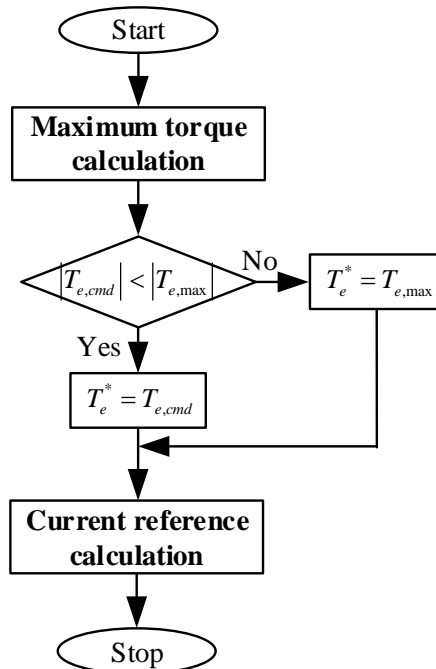 Start
Maximum torque
calculation
|T_{e,cmd}| < |T_{e,max}|
No
T_e^* = T_{e,max}
Yes
T_e^* = T_{e,cmd}
Current reference
calculation
Stop